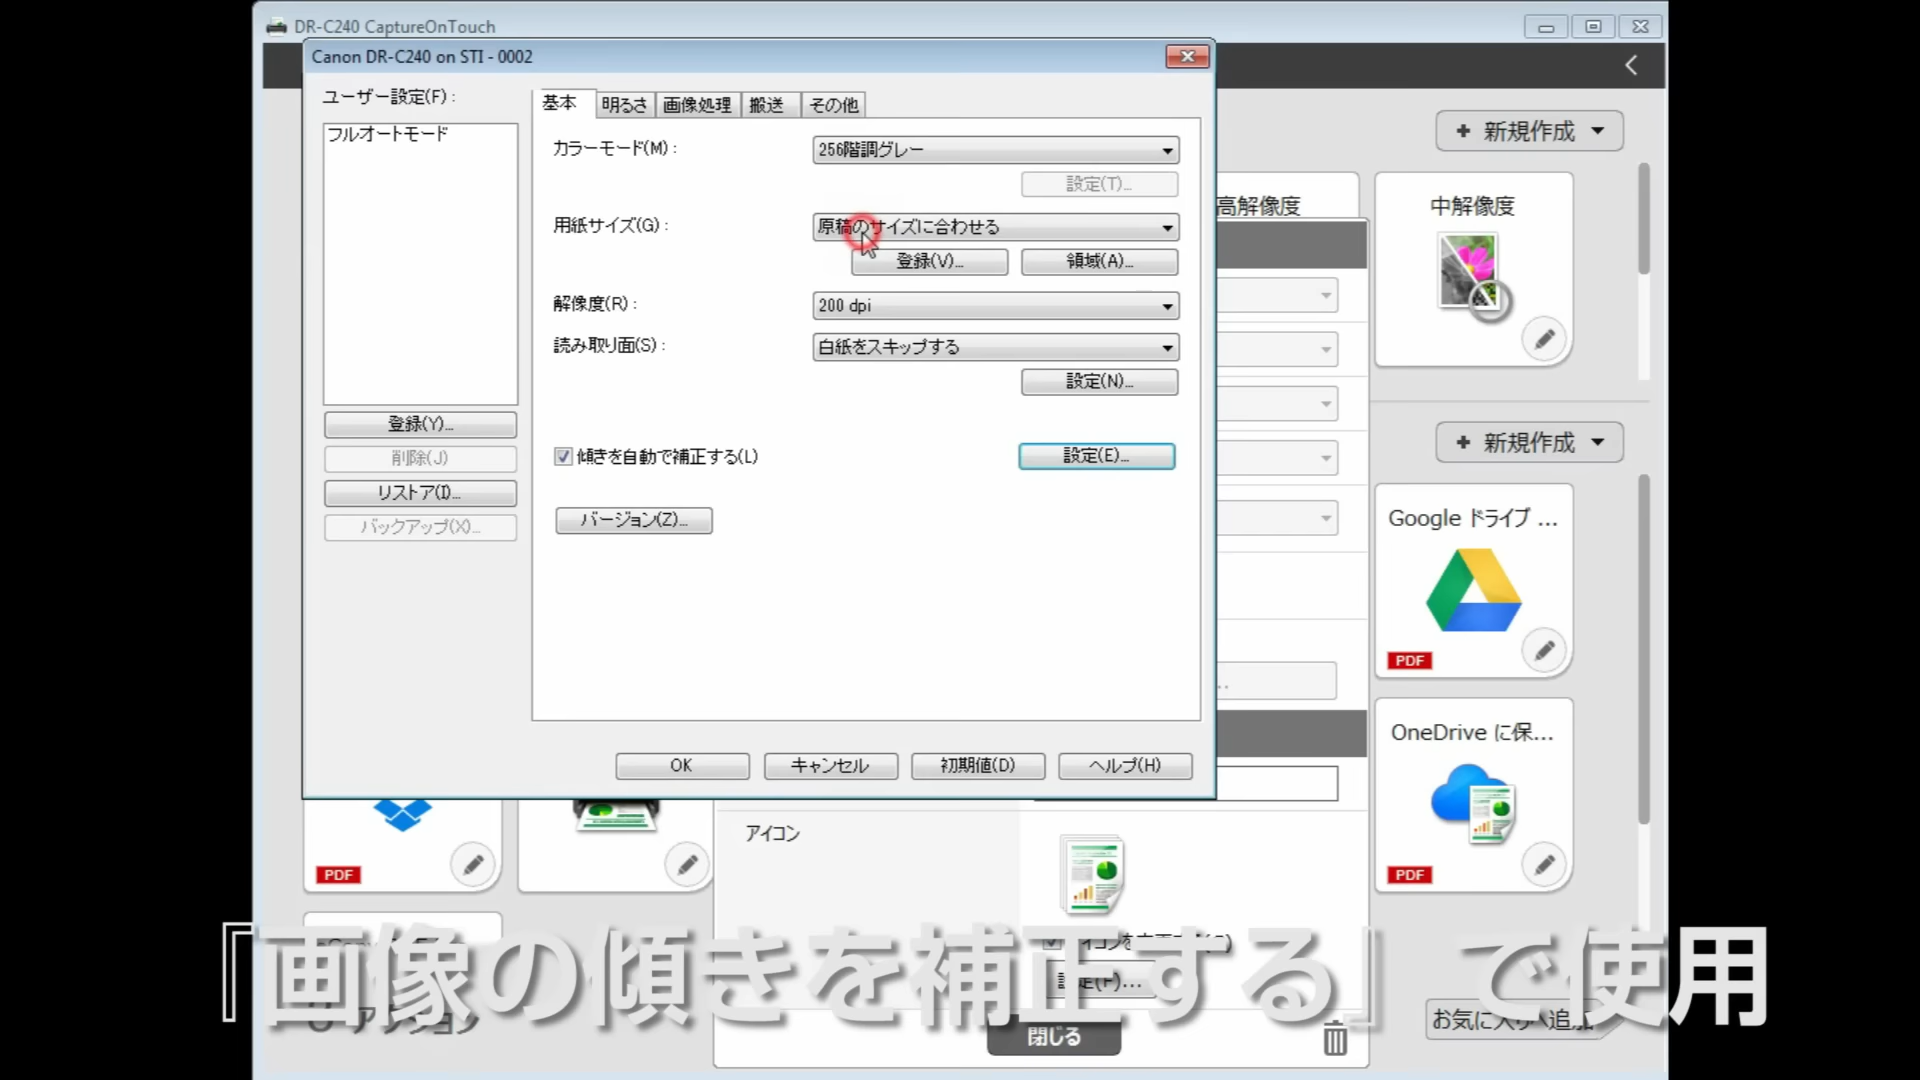 DR-C240 CaptureOnTouch
Canon DR-C240 on STI - 0002
ユーザー設定(F) :
フルオートモード
登録(Y)...
削除(J)
リストア(I)...
バックアップ(X)...
基本 明るさ 画像処理 搬送 その他
カラーモード(M) :
256階調グレー
設定(T)...
用紙サイズ(G) :
原稿のサイズに合わせる
登録(V)...
領域(A)...
解像度(R) :
200 dpi
読み取り面(S) :
白紙をスキップする
設定(N)...
傾きを自動で補正する(L)
設定(E)...
バージョン(Z)...
OK
キャンセル
初期値(D)
ヘルプ(H)
+ 新規作成
高解像度
中解像度
+ 新規作成
Google ドライブ ...
PDF
OneDrive に保...
PDF
PDF
アイコン
閉じる
お気に入りへ追加
『画像の傾きを補正する』で使用